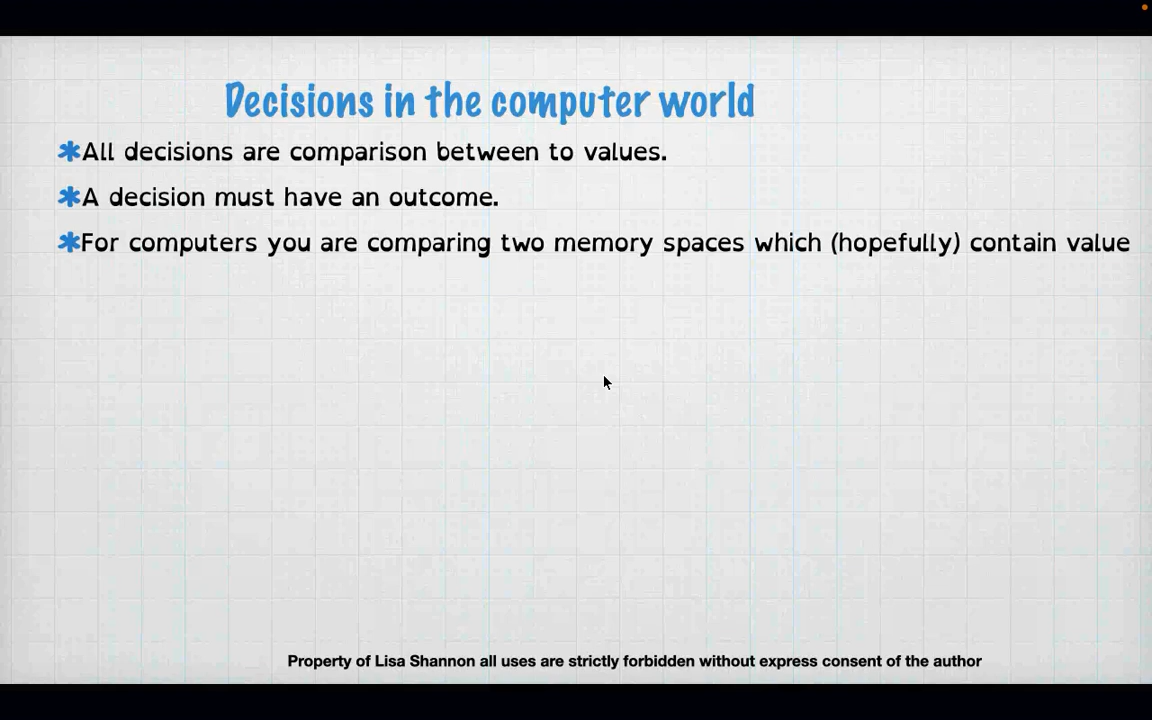 Decisions in the computer world
✱All decisions are comparison between to values.
✱A decision must have an outcome.
✱For computers you are comparing two memory spaces which (hopefully) contain value
Property of Lisa Shannon all uses are strictly forbidden without express consent of the author